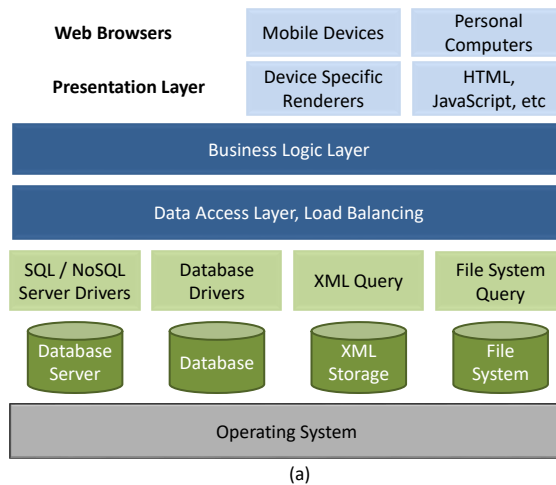 Web Browsers
Mobile Devices
Personal
Computers
Presentation Layer
Device Specific
Renderers
HTML,
JavaScript, etc
Business Logic Layer
Data Access Layer, Load Balancing
SQL / NoSQL
Server Drivers
Database
Drivers
XML Query
File System
Query
Database
Server
Database
XML
Storage
File
System
Operating System
(a)